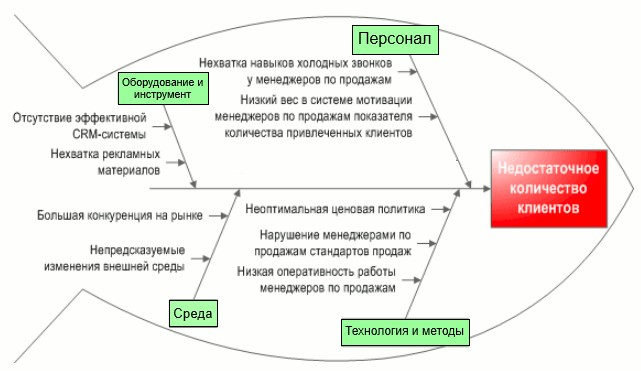 Персонал
Нехватка навыков холодных звонков
у менеджеров по продажам
Низкий вес в системе мотивации
менеджеров по продажам показателя
количества привлеченных клиентов
Оборудование и
инструмент
Отсутствие эффективной
CRM-системы
Нехватка рекламных
материалов
Недостаточное
количество
клиентов
Большая конкуренция на рынке
Непредсказуемые
изменения внешней среды
Среда
Неоптимальная ценовая политика
Нарушение менеджерами по
продажам стандартов продаж
Низкая оперативность работы
менеджеров по продажам
Технология и методы